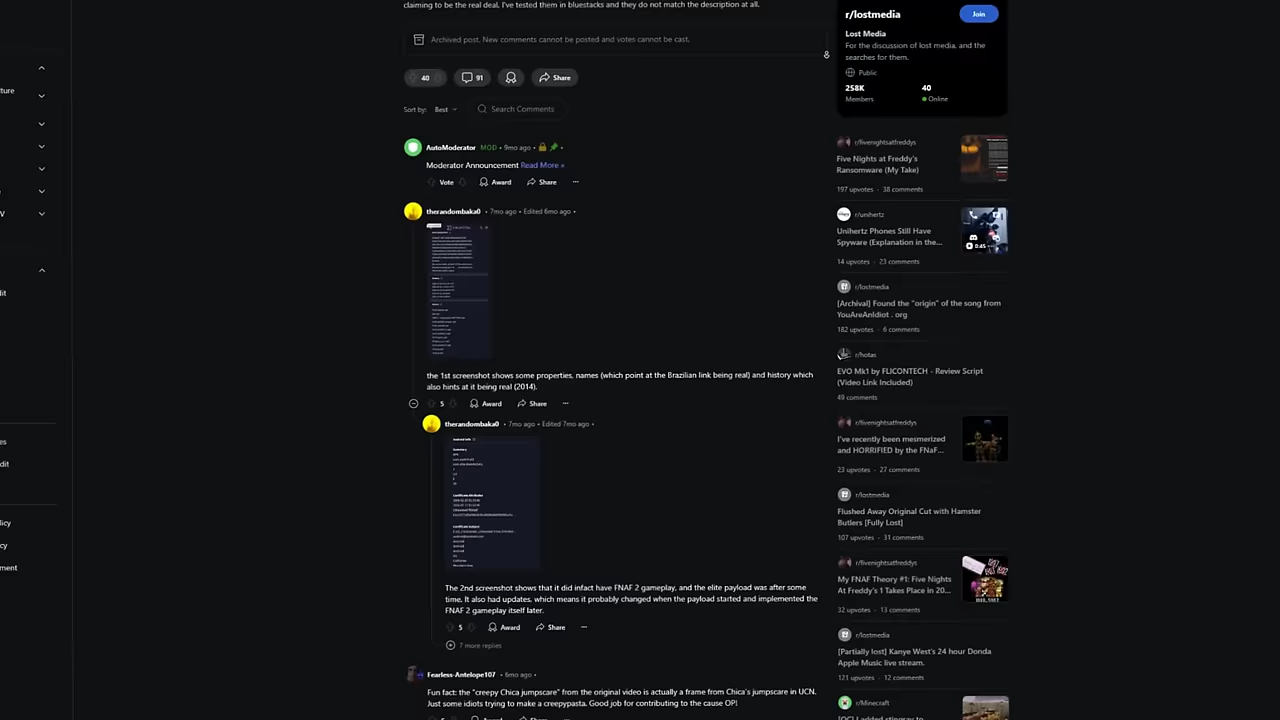 claiming to be the real deal, I've tested them in bluestacks and they do not match the description at all.
Archived post. New comments cannot be posted and votes cannot be cast.
40
91
Share
Sort by: Best
Search Comments
AutoModerator MOD • 9mo ago •
Moderator Announcement Read More »
Vote
Award
Share
therandombaka0 • 7mo ago • Edited 6mo ago •
the 1st screenshot shows some properties, names (which point at the Brazilian link being real) and history which
also hints at it being real (2014).
5
Award
Share
therandombaka0 • 7mo ago • Edited 7mo ago •
The 2nd screenshot shows that it did infact have FNAF 2 gameplay, and the elite payload was after some
time. It also had updates, which means it probably changed when the payload started and implemented the
FNAF 2 gameplay itself later.
5
Award
Share
7 more replies
Fearless-Antelope107 • 6mo ago •
Fun fact: the "creepy Chica jumpscare" from the original video is actually a frame from Chica's jumpscare in UCN.
Just some idiots trying to make a creepypasta. Good job for contributing to the cause OP!
r/lostmedia
Join
Lost Media
For the discussion of lost media, and the
searches for them.
Public
258K
40
Members
Online
r/fivenightsatfreddys
Five Nights at Freddy's
Ransomware (My Take)
197 upvotes • 38 comments
r/unihertz
Unihertz Phones Still Have
Spyware (Explanation in the...
0:45
14 upvotes • 23 comments
r/lostmedia
[Archival] Found the "origin" of the song from
YouAreAnIdiot . org
182 upvotes • 6 comments
r/hotas
EVO Mk1 by FLICONTECH - Review Script
(Video Link Included)
49 comments
r/fivenightsatfreddys
I've recently been mesmerized
and HORRIFIED by the FNaF...
23 upvotes • 27 comments
r/lostmedia
Flushed Away Original Cut with Hamster
Butlers [Fully Lost]
107 upvotes • 31 comments
r/fivenightsatfreddys
My FNAF Theory #1: Five Nights
At Freddy's 1 Takes Place in 20...
32 upvotes • 13 comments
r/lostmedia
[Partially lost] Kanye West's 24 hour Donda
Apple Music live stream.
121 upvotes • 12 comments
r/Minecraft